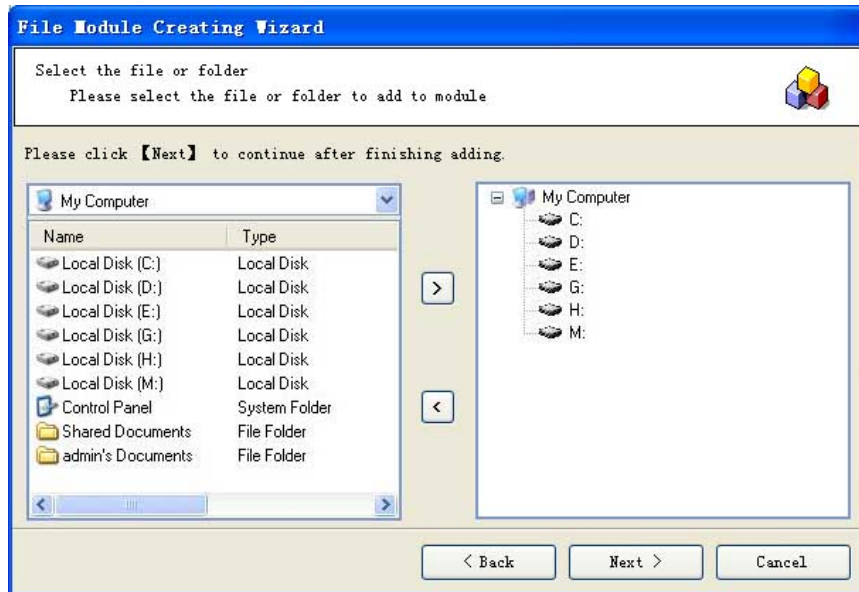 File Module Creating Wizard
Select the file or folder
Please select the file or folder to add to module
Please click 【Next】 to continue after finishing adding.
My Computer
Name Type
Local Disk (C:) Local Disk
Local Disk (D:) Local Disk
Local Disk (E:) Local Disk
Local Disk (G:) Local Disk
Local Disk (H:) Local Disk
Local Disk (M:) Local Disk
Control Panel System Folder
Shared Documents File Folder
admin's Documents File Folder
>
<
My Computer
C:
D:
E:
G:
H:
M:
< Back Next > Cancel